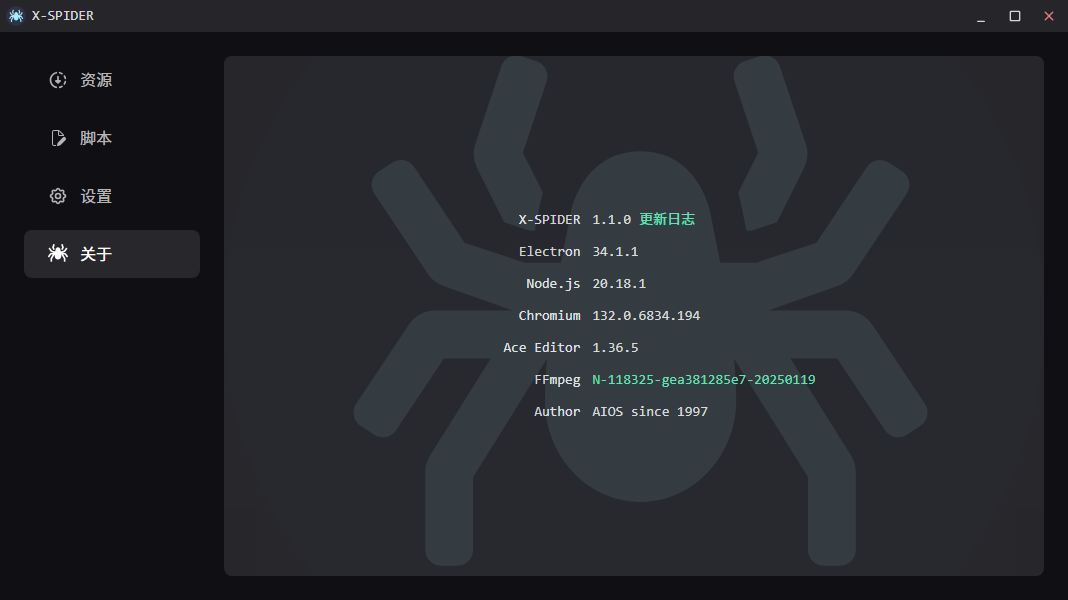 X-SPIDER
资源
脚本
设置
关于
X-SPIDER 1.1.0 更新日志
Electron 34.1.1
Node.js 20.18.1
Chromium 132.0.6834.194
Ace Editor 1.36.5
FFmpeg N-118325-gea381285e7-20250119
Author AIOS since 1997